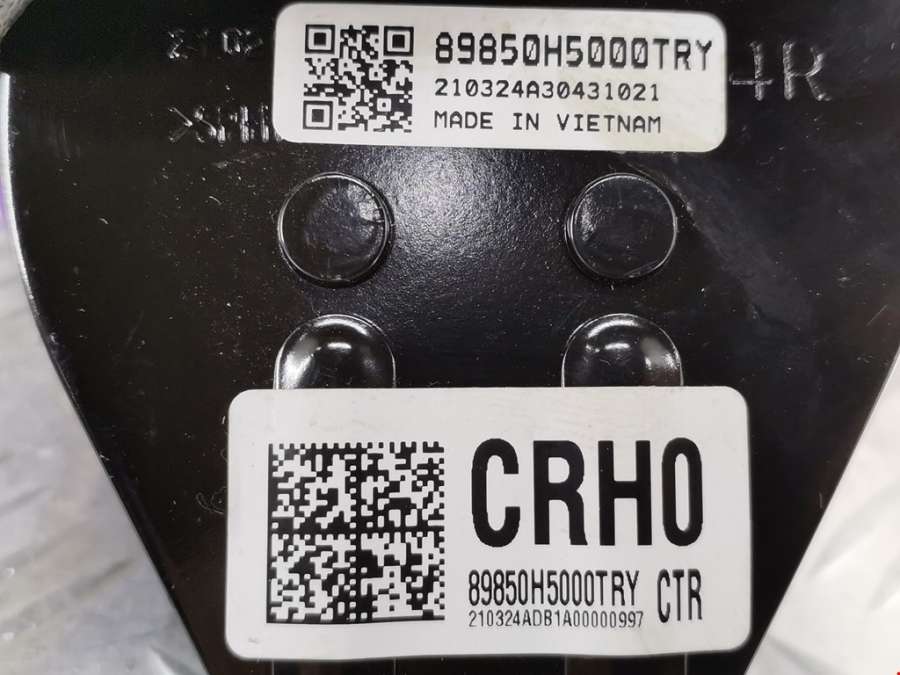 89850H5000TRY
210324A30431021
MADE IN VIETNAM
4R
CRH0
89850H5000TRY CTR
210324ADB1A00000997